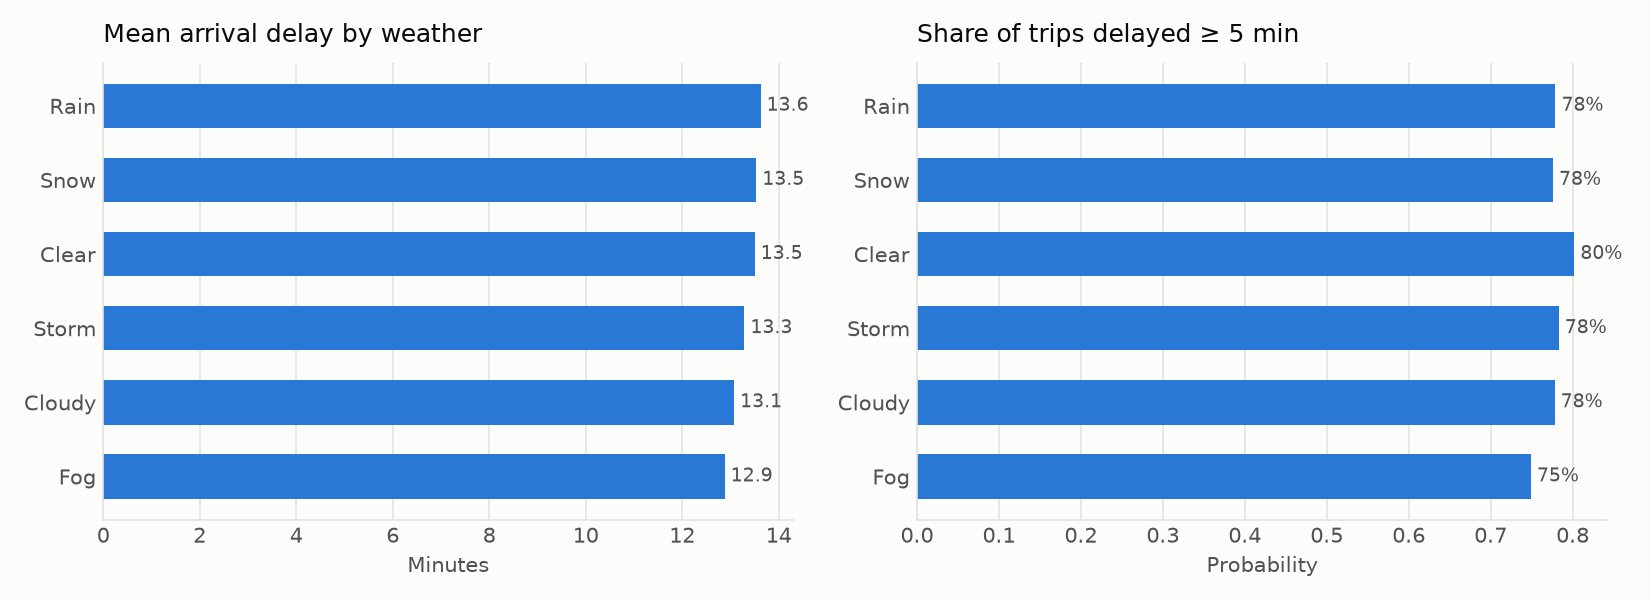 Mean arrival delay by weather
Rain 13.6
Snow 13.5
Clear 13.5
Storm 13.3
Cloudy 13.1
Fog 12.9
0 2 4 6 8 10 12 14
Minutes
Share of trips delayed ≥ 5 min
Rain 78%
Snow 78%
Clear 80%
Storm 78%
Cloudy 78%
Fog 75%
0.0 0.1 0.2 0.3 0.4 0.5 0.6 0.7 0.8
Probability